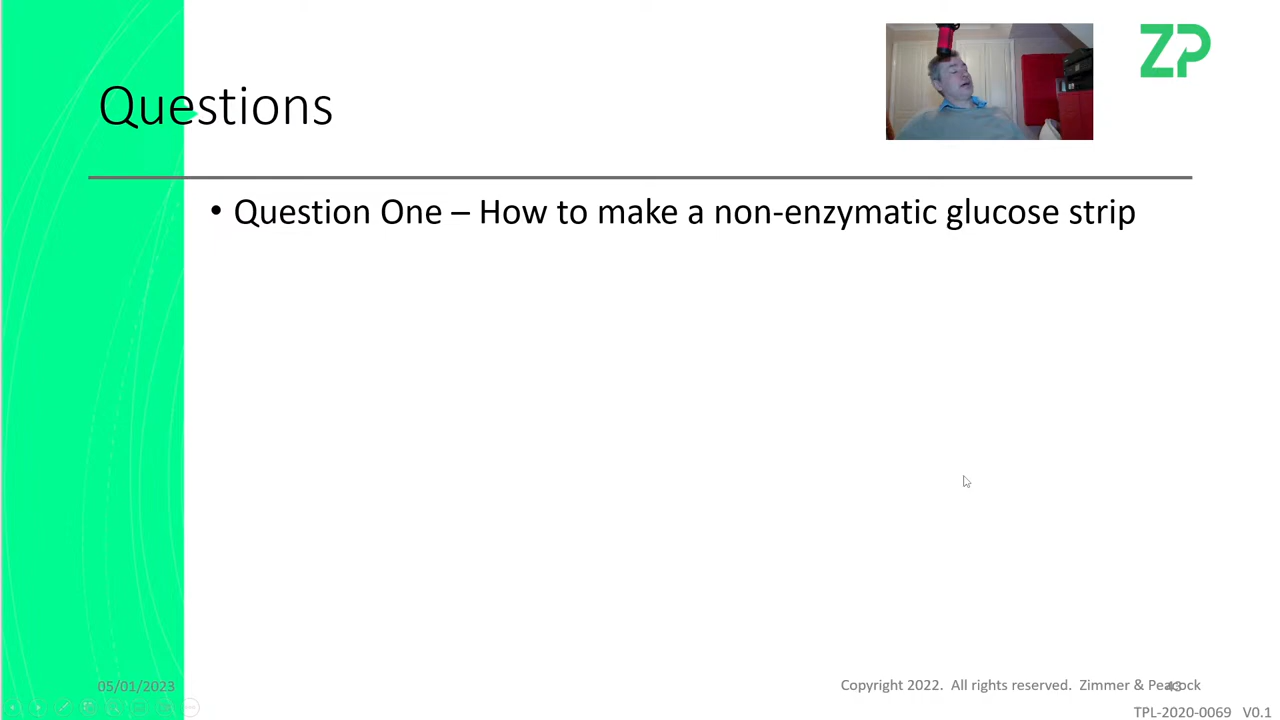 ZP
Questions
• Question One – How to make a non-enzymatic glucose strip
05/01/2023
Copyright 2022. All rights reserved. Zimmer & Peacock
43
TPL-2020-0069 V0.1